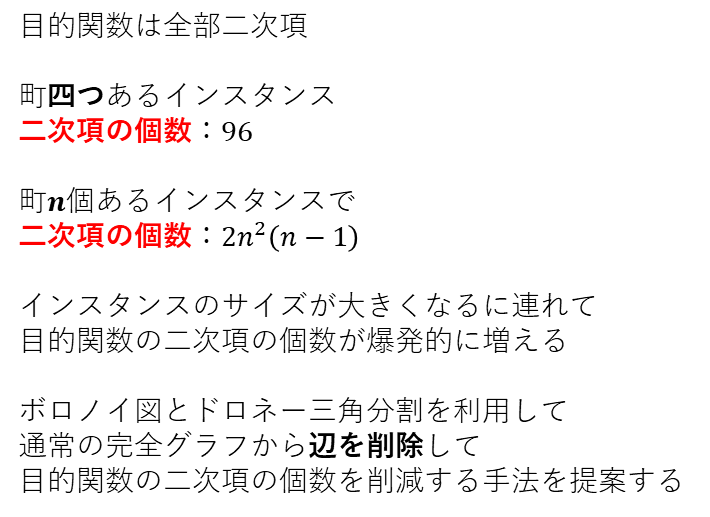 目的関数は全部二次項
町四つあるインスタンス
二次項の個数：96
町n個あるインスタンスで
二次項の個数：2n²(n − 1)
インスタンスのサイズが大きくなるに連れて
目的関数の二次項の個数が爆発的に増える
ボロノイ図とドロネー三角分割を利用して
通常の完全グラフから辺を削除して
目的関数の二次項の個数を削減する手法を提案する